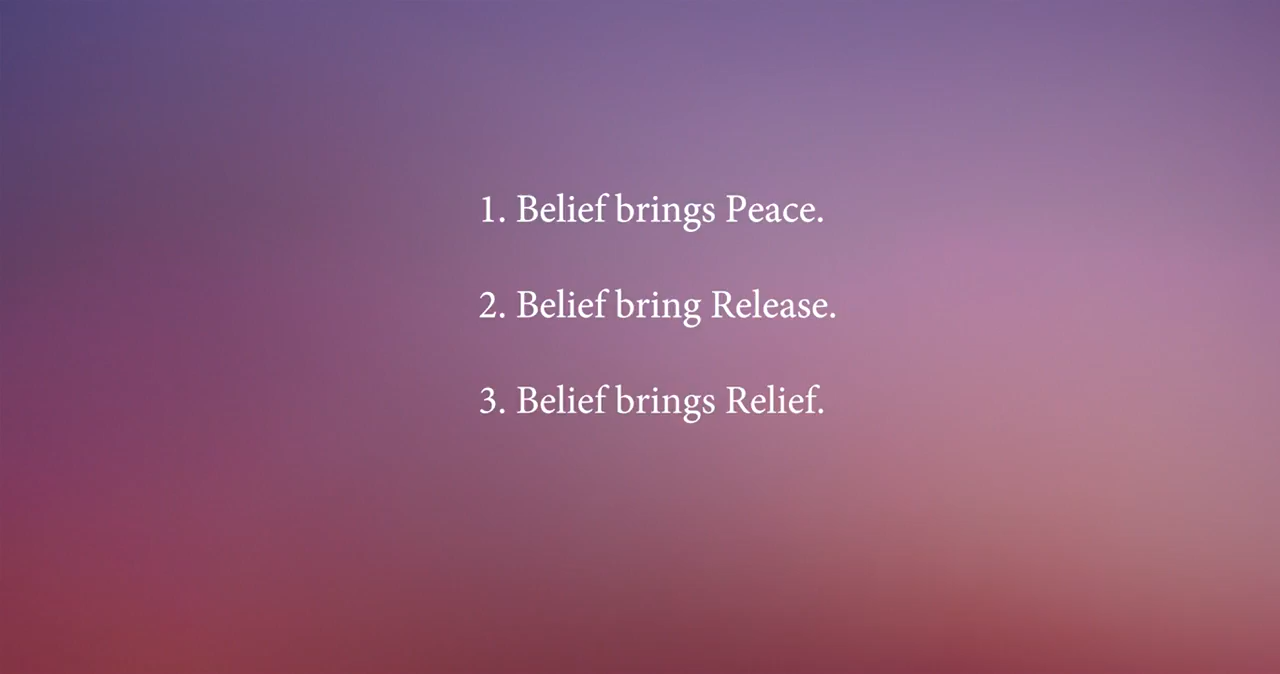 1. Belief brings Peace.
2. Belief bring Release.
3. Belief brings Relief.